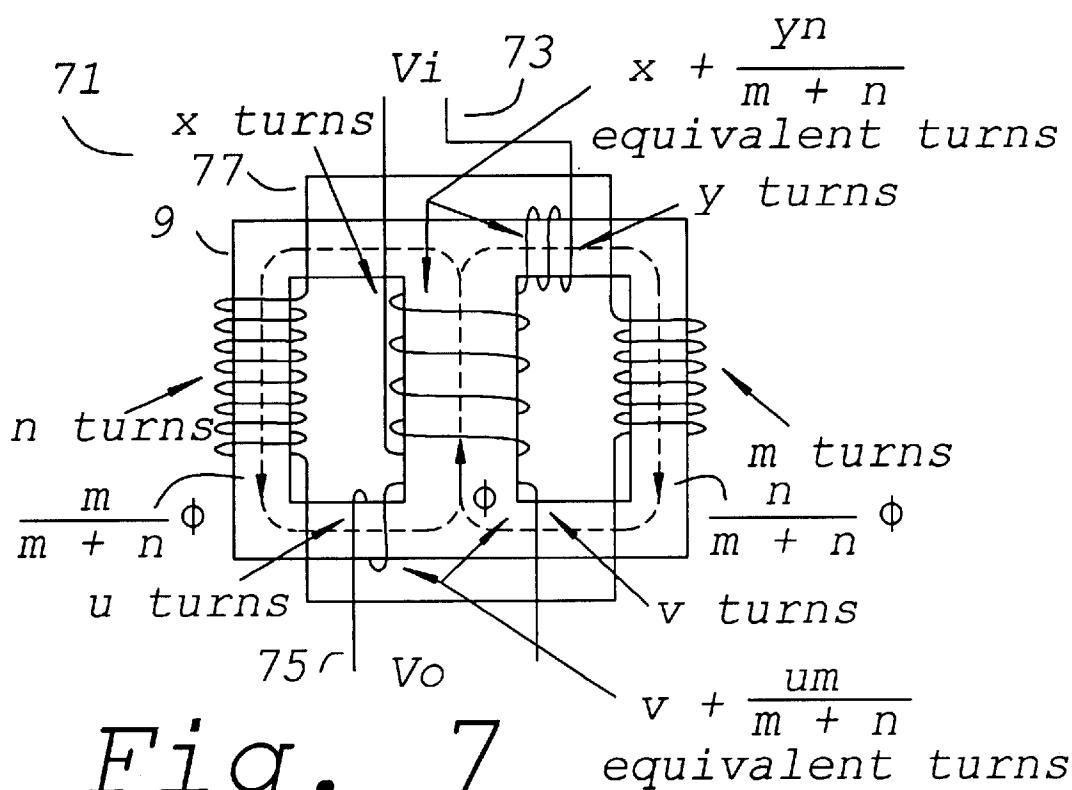 71
Vi
73
x turns
x + yn / m + n
equivalent turns
77
y turns
9
n turns
m turns
m / m + n ϕ
ϕ
n / m + n ϕ
u turns
v turns
75
Vo
v + um / m + n
equivalent turns
Fig. 7